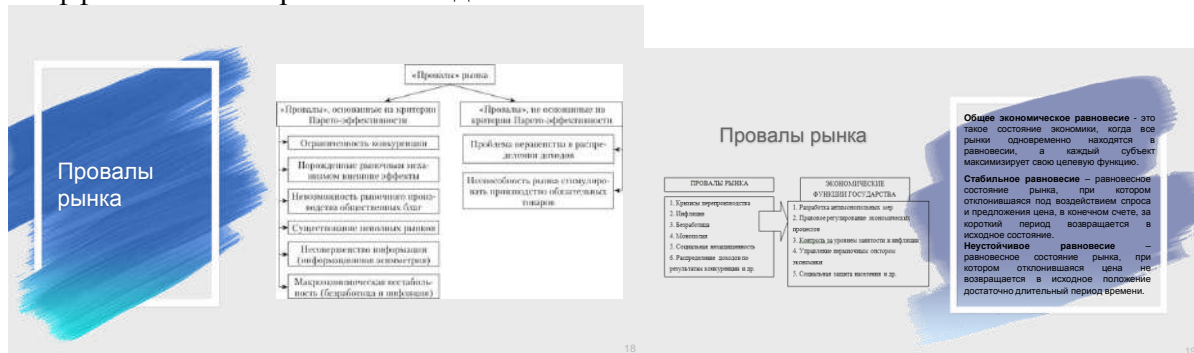 Провалы
рынка
«Провалы» рынка
«Провалы», основанные на критерии
Парето-эффективности
Ограниченность конкуренции
Порожденные рыночным меха-
низмом внешние эффекты
Невозможность рыночного произ-
водства общественных благ
Существование неполных рынков
Несовершенство информации
(информационная асимметрия)
Макроэкономическая нестабиль-
ность (безработица и инфляция)
«Провалы», не основанные на
критерии Парето-эффективности
Проблема неравенства в распре-
делении доходов
Неспособность рынка стимулиро-
вать производство обязательных
товаров
18
Провалы рынка
ПРОВАЛЫ РЫНКА
1. Кризисы перепроизводства
2. Инфляция
3. Безработица
4. Монополия
5. Социальная незащищенность
6. Распределение доходов по
результатам конкуренции и др.
ЭКОНОМИЧЕСКИЕ
ФУНКЦИИ ГОСУДАРСТВА
1. Разработка антимонопольных мер
2. Правовое регулирование экономических
процессов
3. Контроль за уровнем занятости и инфляции
4. Управление нерыночным сектором
экономики
5. Социальная защита населения и др.
Общее экономическое равновесие - это
такое состояние экономики, когда все
рынки одновременно находятся в
равновесии, а каждый субъект
максимизирует свою целевую функцию.
Стабильное равновесие – равновесное
состояние рынка, при котором
отклонившаяся под воздействием спроса
и предложения цена, в конечном счете, за
короткий период возвращается в
исходное состояние.
Неустойчивое равновесие –
равновесное состояние рынка, при
котором отклонившаяся цена не
возвращается в исходное положение
достаточно длительный период времени.